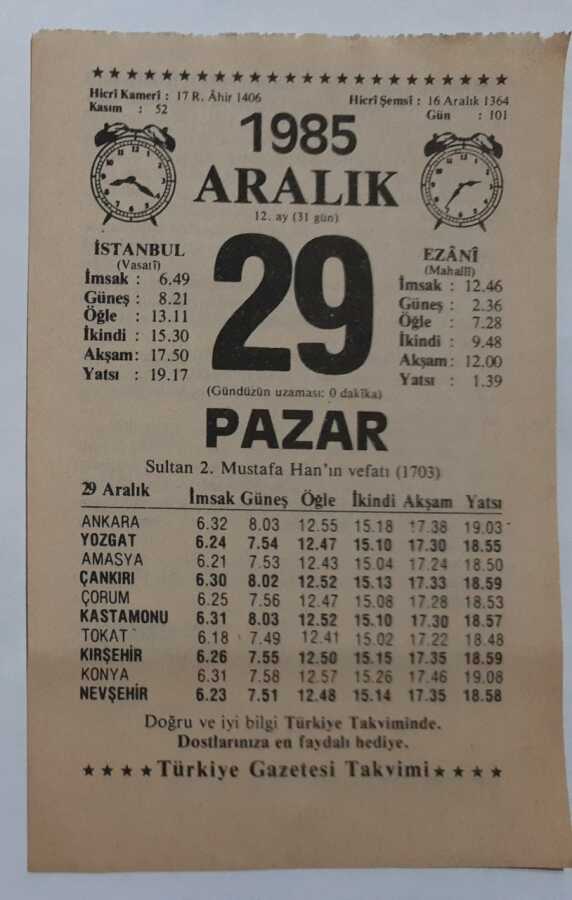 ★★★★★★★★★★★★★★★★★★★★★★★★
Hicrî Kamerî : 17 R. Âhir 1406
Kasım : 52
Hicrî Şemsî : 16 Aralık 1364
Gün : 101
1985
ARALIK
12. ay (31 gün)
29
İSTANBUL
(Vasatî)
İmsak : 6.49
Güneş : 8.21
Öğle : 13.11
İkindi : 15.30
Akşam: 17.50
Yatsı : 19.17
EZÂNÎ
(Mahallî)
İmsak : 12.46
Güneş : 2.36
Öğle : 7.28
İkindi : 9.48
Akşam: 12.00
Yatsı : 1.39
(Gündüzün uzaması: 0 dakîka)
PAZAR
Sultan 2. Mustafa Han'ın vefatı (1703)
29 Aralık İmsak Güneş Öğle İkindi Akşam Yatsı
ANKARA 6.32 8.03 12.55 15.18 17.38 19.03
YOZGAT 6.24 7.54 12.47 15.10 17.30 18.55
AMASYA 6.21 7.53 12.43 15.04 17.24 18.50
ÇANKIRI 6.30 8.02 12.52 15.13 17.33 18.59
ÇORUM 6.25 7.56 12.47 15.08 17.28 18.53
KASTAMONU 6.31 8.03 12.52 15.10 17.30 18.57
TOKAT 6.18 7.49 12.41 15.02 17.22 18.48
KIRŞEHİR 6.26 7.55 12.50 15.15 17.35 18.59
KONYA 6.31 7.58 12.57 15.26 17.46 19.08
NEVŞEHİR 6.23 7.51 12.48 15.14 17.35 18.58
Doğru ve iyi bilgi Türkiye Takviminde.
Dostlarınıza en faydalı hediye.
★★★★Türkiye Gazetesi Takvimi★★★★